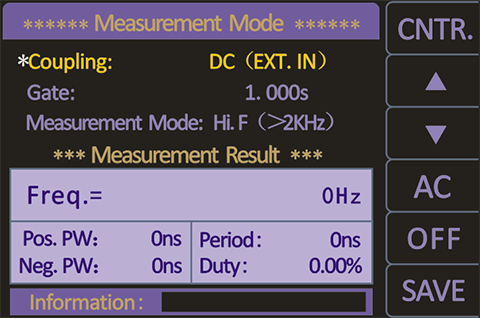 ****** Measurement Mode ******
*Coupling: DC（EXT. IN）
Gate: 1. 000s
Measurement Mode: Hi. F（>2KHz）
*** Measurement Result ***
Freq.= 0Hz
Pos. PW: 0ns
Neg. PW: 0ns
Period: 0ns
Duty: 0.00%
Information:
CNTR.
▲
▼
AC
OFF
SAVE